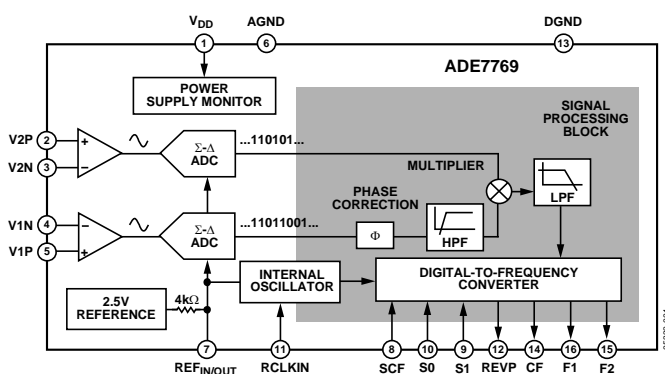 VDD
AGND
DGND
1
6
13
ADE7769
POWER
SUPPLY MONITOR
SIGNAL
PROCESSING
BLOCK
V2P 2
+
Σ-Δ
ADC
...110101...
V2N 3
–
MULTIPLIER
LPF
PHASE
CORRECTION
V1N 4
–
Σ-Δ
ADC
...11011001...
Φ
HPF
V1P 5
+
INTERNAL
OSCILLATOR
DIGITAL-TO-FREQUENCY
CONVERTER
2.5V
REFERENCE
4kΩ
7
11
8
10
9
12
14
16
15
REFIN/OUT
RCLKIN
SCF
S0
S1
REVP
CF
F1
F2